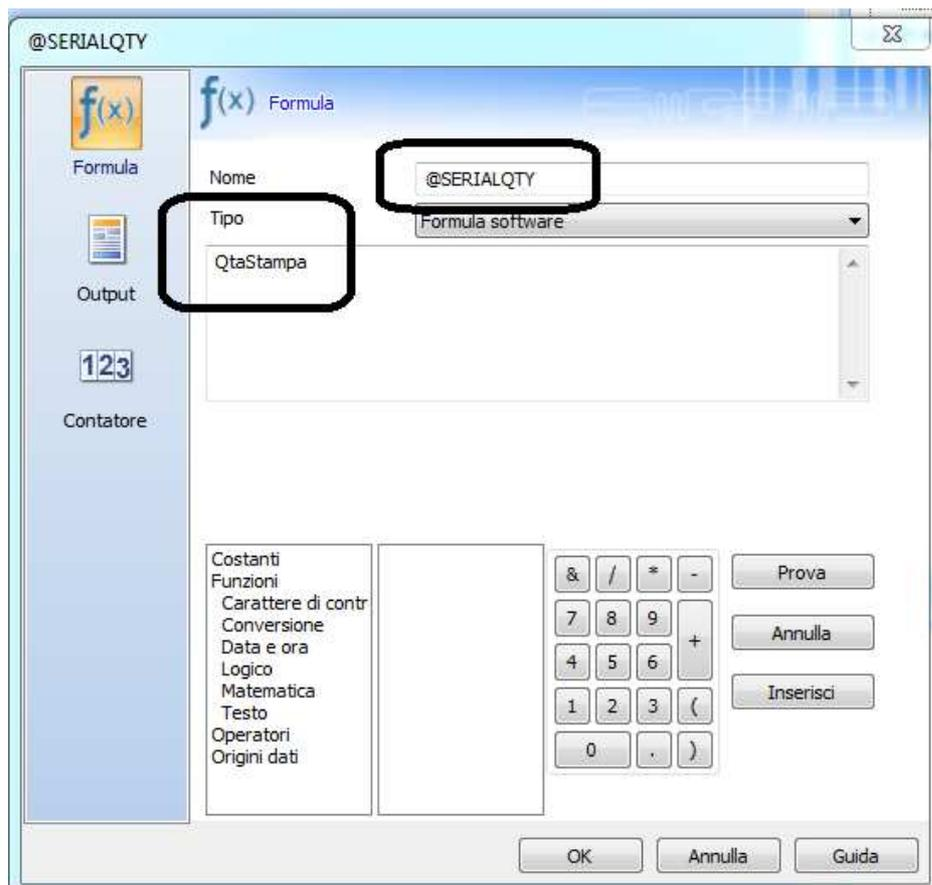 @SERIALQTY
f(x)
Formula
Output
123
Contatore
f(x) Formula
Nome
@SERIALQTY
Tipo
Formula software
QtaStampa
Costanti
Funzioni
Carattere di contr
Conversione
Data e ora
Logico
Matematica
Testo
Operatori
Origini dati
& / * -
7 8 9 +
4 5 6
1 2 3 (
0 . )
Prova
Annulla
Inserisci
OK
Annulla
Guida